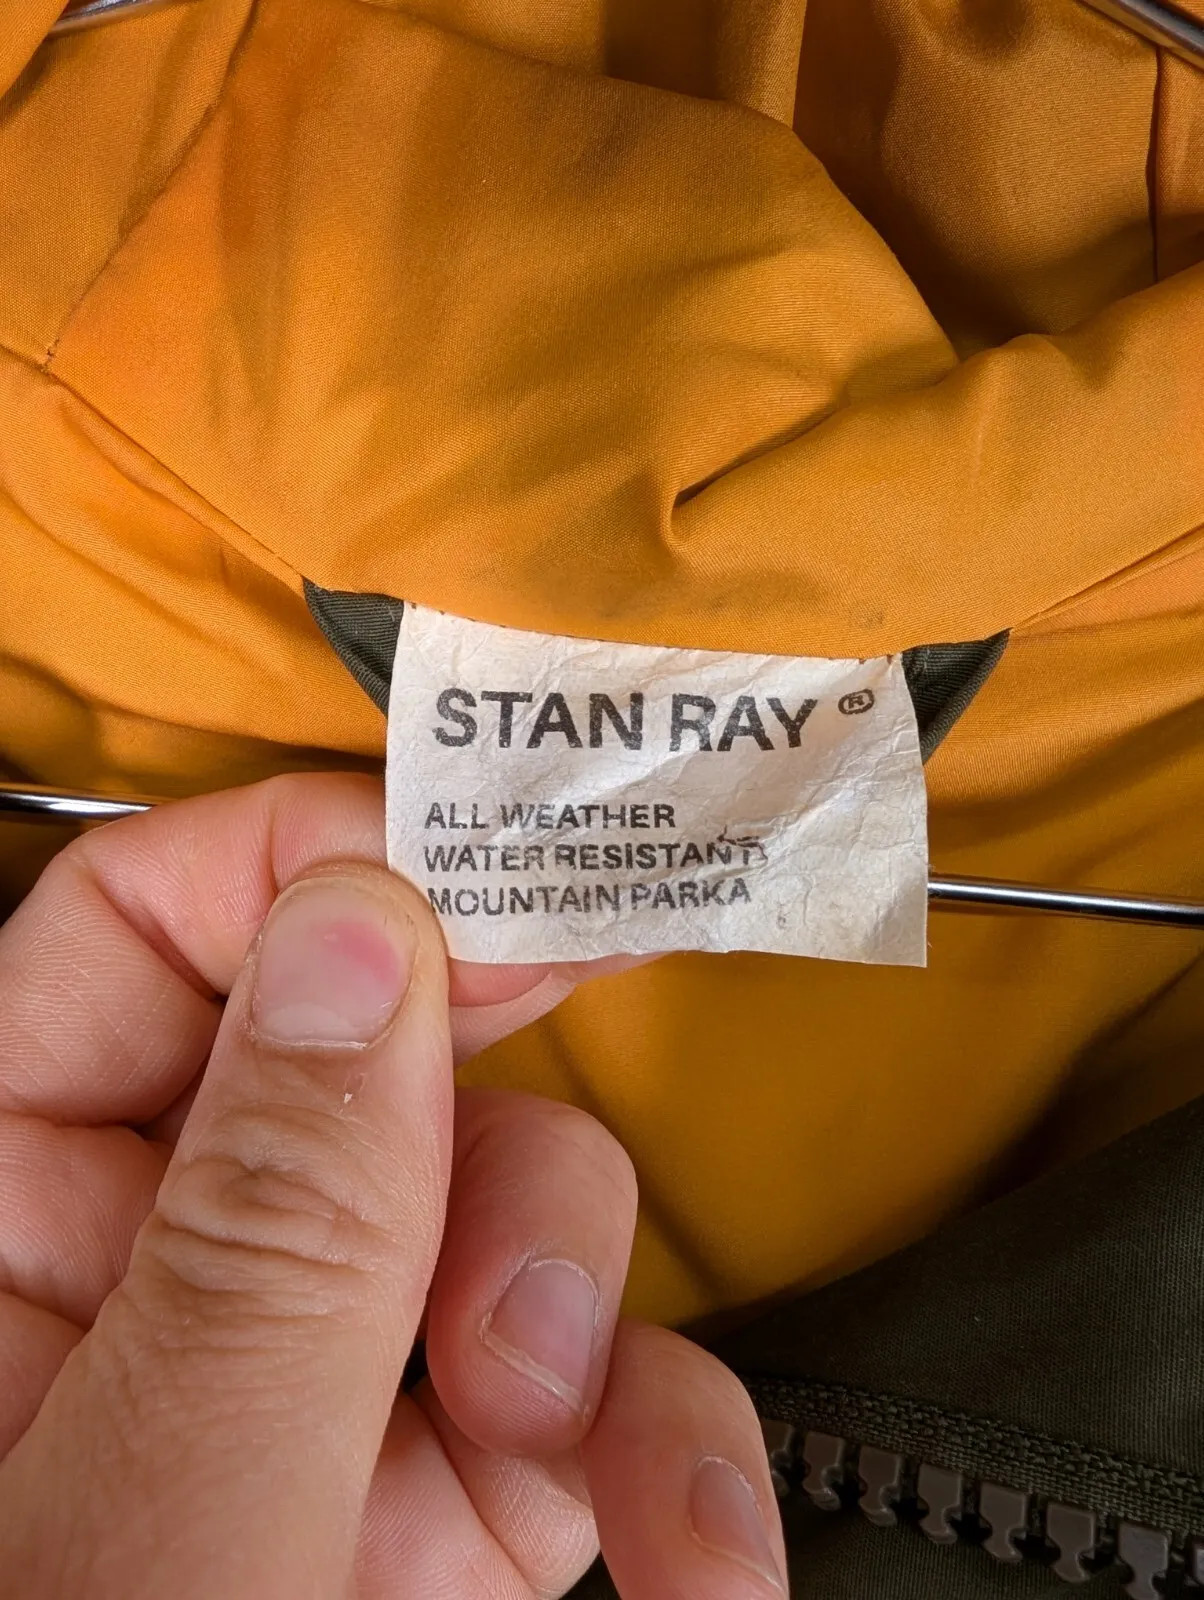 STAN RAY ®
ALL WEATHER
WATER RESISTANT
MOUNTAIN PARKA